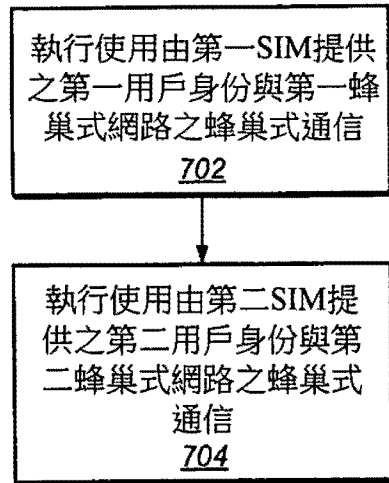 執行使用由第一SIM提供
之第一用戶身份與第一蜂
巢式網路之蜂巢式通信
702
執行使用由第二SIM提
供之第二用戶身份與第
二蜂巢式網路之蜂巢式
通信
704